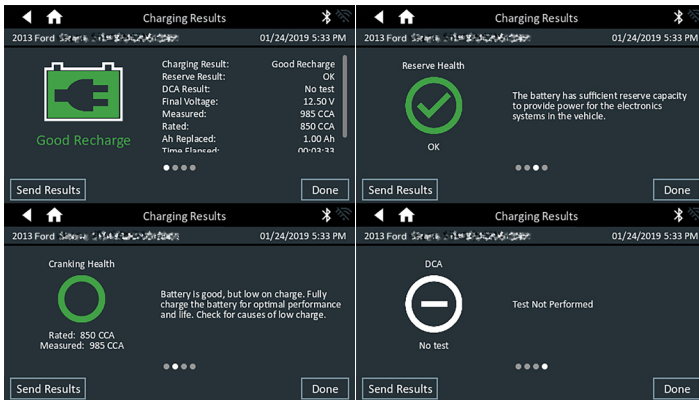 Charging Results
2013 Ford
01/24/2019 5:33 PM
Good Recharge
Charging Result: Good Recharge
Reserve Result: OK
DCA Result: No test
Final Voltage: 12.50 V
Measured: 985 CCA
Rated: 850 CCA
Ah Replaced: 1.00 Ah
Time Elapsed: 00:03:33
Send Results
Done
Charging Results
2013 Ford
01/24/2019 5:33 PM
Reserve Health
OK
The battery has sufficient reserve capacity
to provide power for the electronics
systems in the vehicle.
Send Results
Done
Charging Results
2013 Ford
01/24/2019 5:33 PM
Cranking Health
Rated: 850 CCA
Measured: 985 CCA
Battery is good, but low on charge. Fully
charge the battery for optimal performance
and life. Check for causes of low charge.
Send Results
Done
Charging Results
2013 Ford
01/24/2019 5:33 PM
DCA
No test
Test Not Performed
Send Results
Done